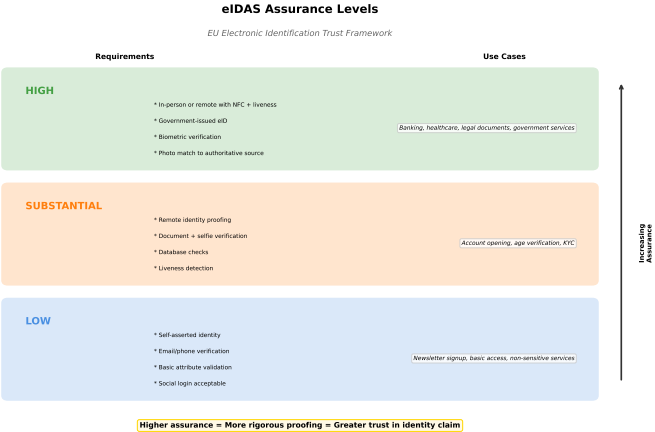 eIDAS Assurance Levels
EU Electronic Identification Trust Framework
Requirements
Use Cases
HIGH
* In-person or remote with NFC + liveness
* Government-issued eID
* Biometric verification
* Photo match to authoritative source
Banking, healthcare, legal documents, government services
SUBSTANTIAL
* Remote identity proofing
* Document + selfie verification
* Database checks
* Liveness detection
Account opening, age verification, KYC
LOW
* Self-asserted identity
* Email/phone verification
* Basic attribute validation
* Social login acceptable
Newsletter signup, basic access, non-sensitive services
Increasing
Assurance
Higher assurance = More rigorous proofing = Greater trust in identity claim